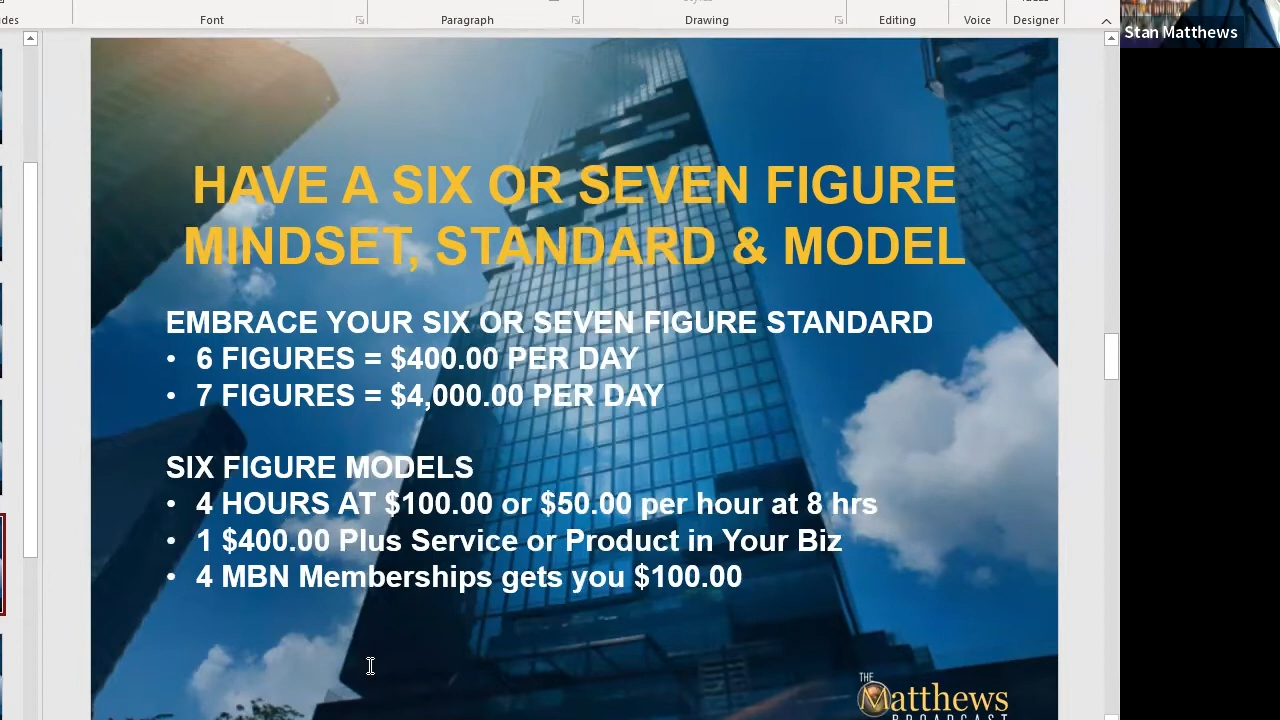 Font
Paragraph
Drawing
Editing
Voice
Designer
Stan Matthews
HAVE A SIX OR SEVEN FIGURE
MINDSET, STANDARD & MODEL
EMBRACE YOUR SIX OR SEVEN FIGURE STANDARD
• 6 FIGURES = $400.00 PER DAY
• 7 FIGURES = $4,000.00 PER DAY
SIX FIGURE MODELS
• 4 HOURS AT $100.00 or $50.00 per hour at 8 hrs
• 1 $400.00 Plus Service or Product in Your Biz
• 4 MBN Memberships gets you $100.00
THE
Matthews
BROADCAST